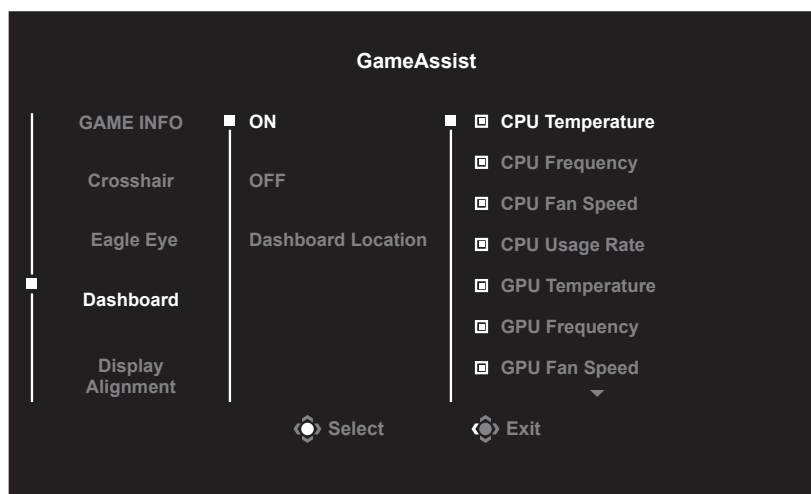 GameAssist
GAME INFO
Crosshair
Eagle Eye
Dashboard
Display
Alignment
ON
OFF
Dashboard Location
CPU Temperature
CPU Frequency
CPU Fan Speed
CPU Usage Rate
GPU Temperature
GPU Frequency
GPU Fan Speed
Select
Exit